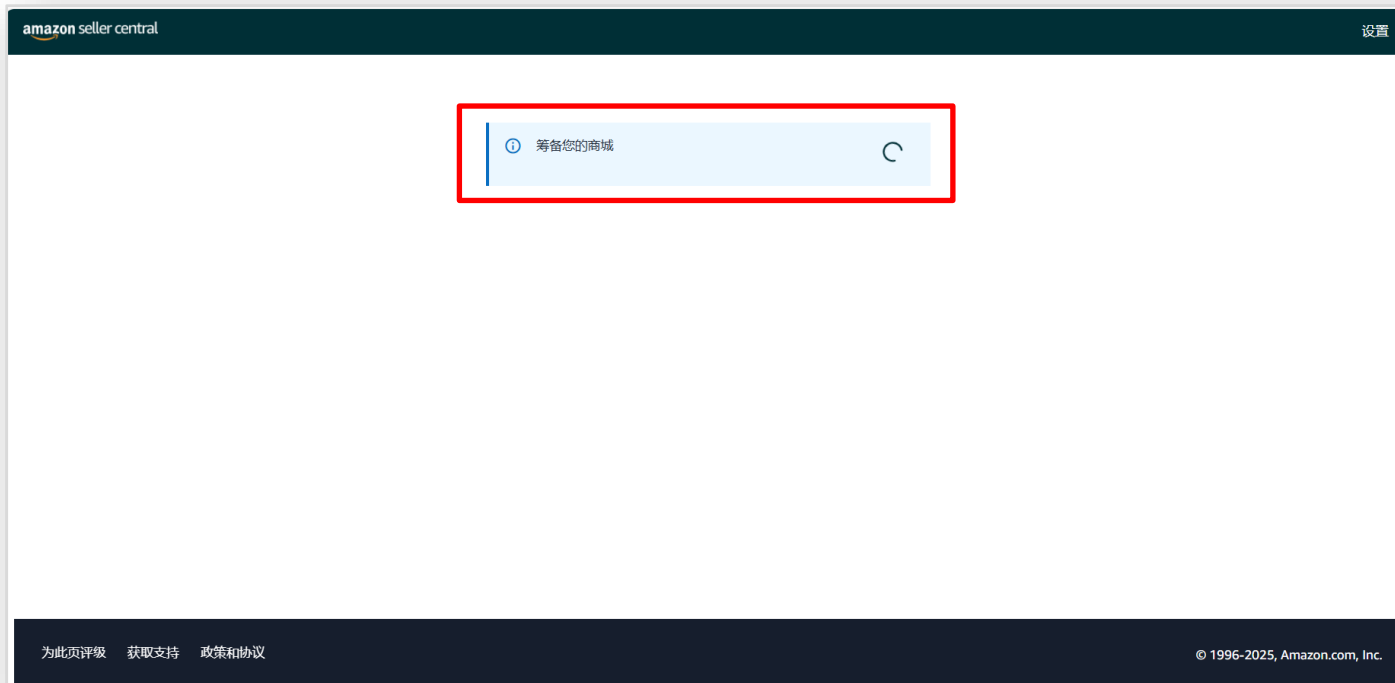 amazon seller central
设置
筹备您的商城
为此页评级 获取支持 政策和协议
© 1996-2025, Amazon.com, Inc.